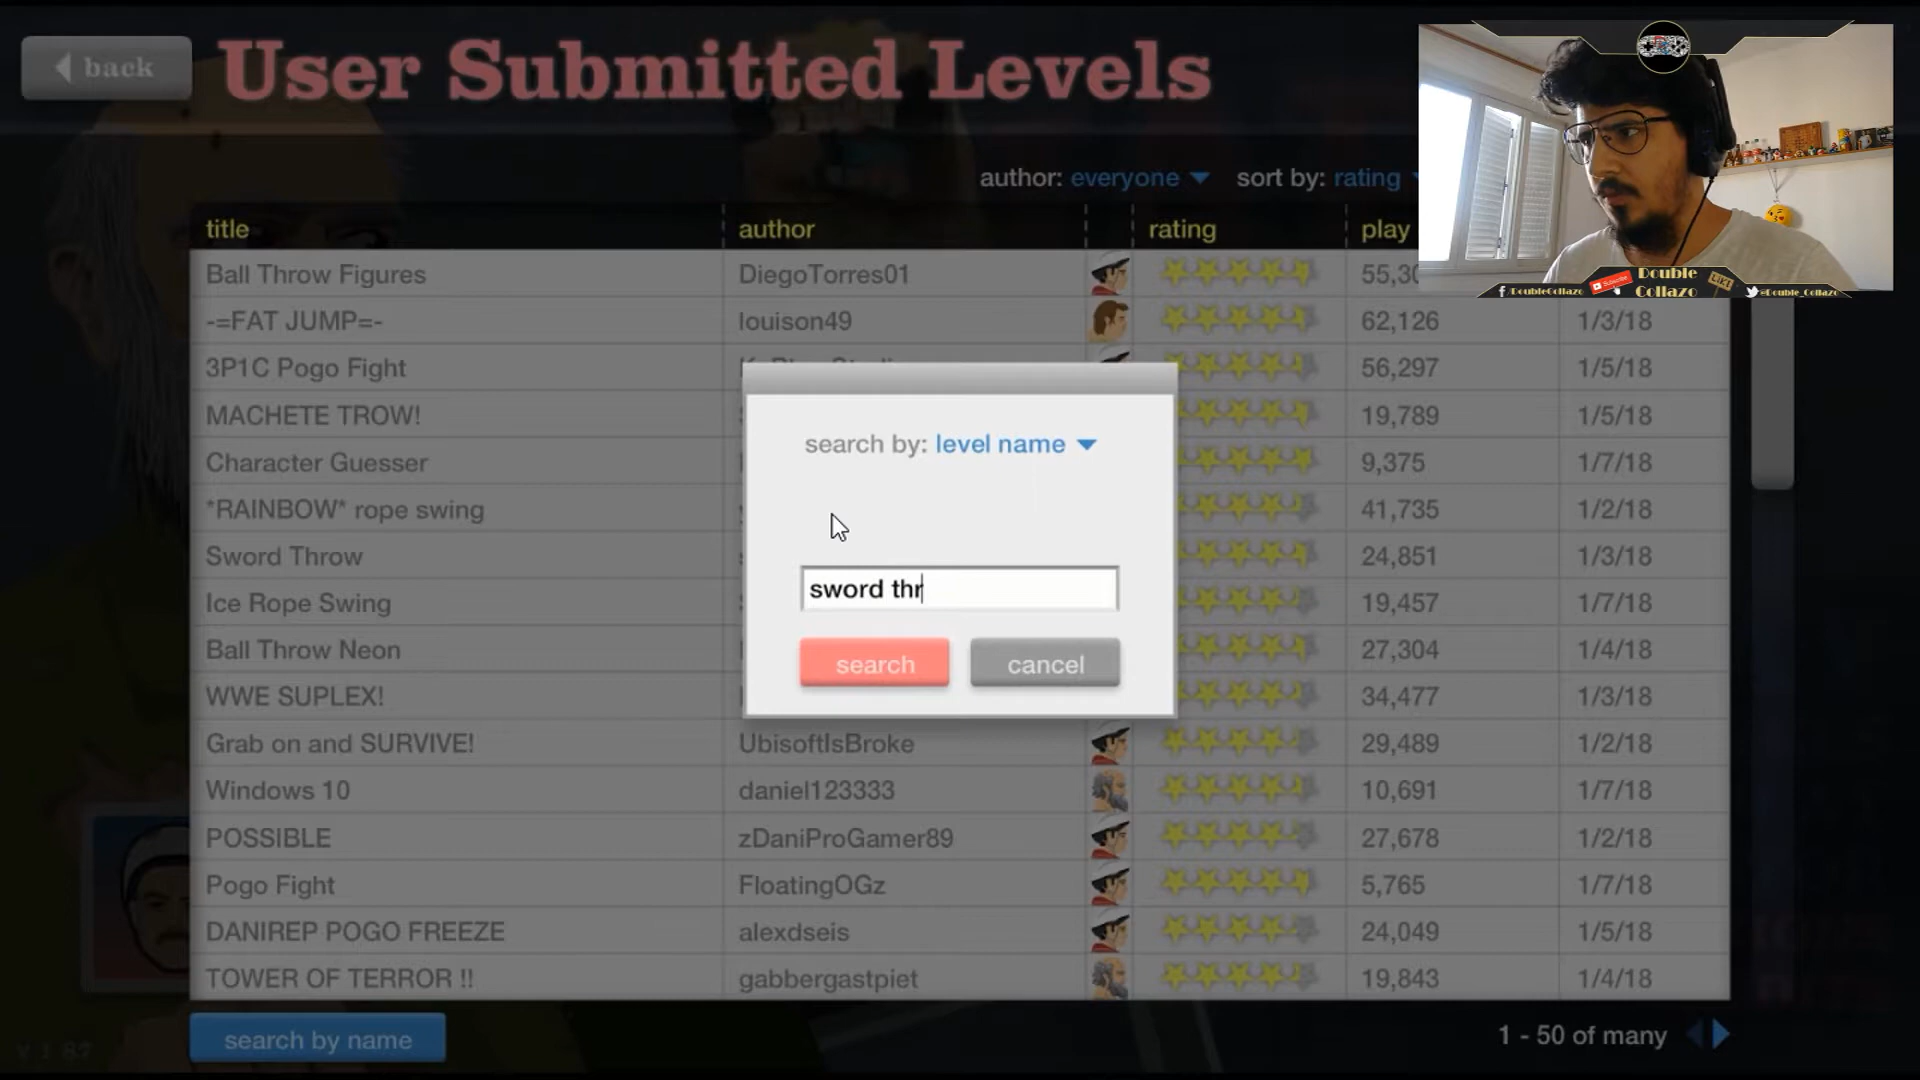 back
User Submitted Levels
author: everyone
sort by: rating
title author rating play
Ball Throw Figures DiegoTorres01
-=FAT JUMP=- louison49 62,126 1/3/18
3P1C Pogo Fight 56,297 1/5/18
MACHETE TROW! 19,789 1/5/18
Character Guesser 9,375 1/7/18
*RAINBOW* rope swing 41,735 1/2/18
Sword Throw 24,851 1/3/18
Ice Rope Swing 19,457 1/7/18
Ball Throw Neon 27,304 1/4/18
WWE SUPLEX! 34,477 1/3/18
Grab on and SURVIVE! UbisoftIsBroke 29,489 1/2/18
Windows 10 daniel123333 10,691 1/7/18
POSSIBLE zDaniProGamer89 27,678 1/2/18
Pogo Fight FloatingOGz 5,765 1/7/18
DANIREP POGO FREEZE alexdseis 24,049 1/5/18
TOWER OF TERROR !! gabbergastpiet 19,843 1/4/18
search by: level name
sword thr
search
cancel
search by name
1 - 50 of many
v 1.87
/DoubleCollazo
Subscribe
Double
Collazo
LIKE
@Double_Collazo